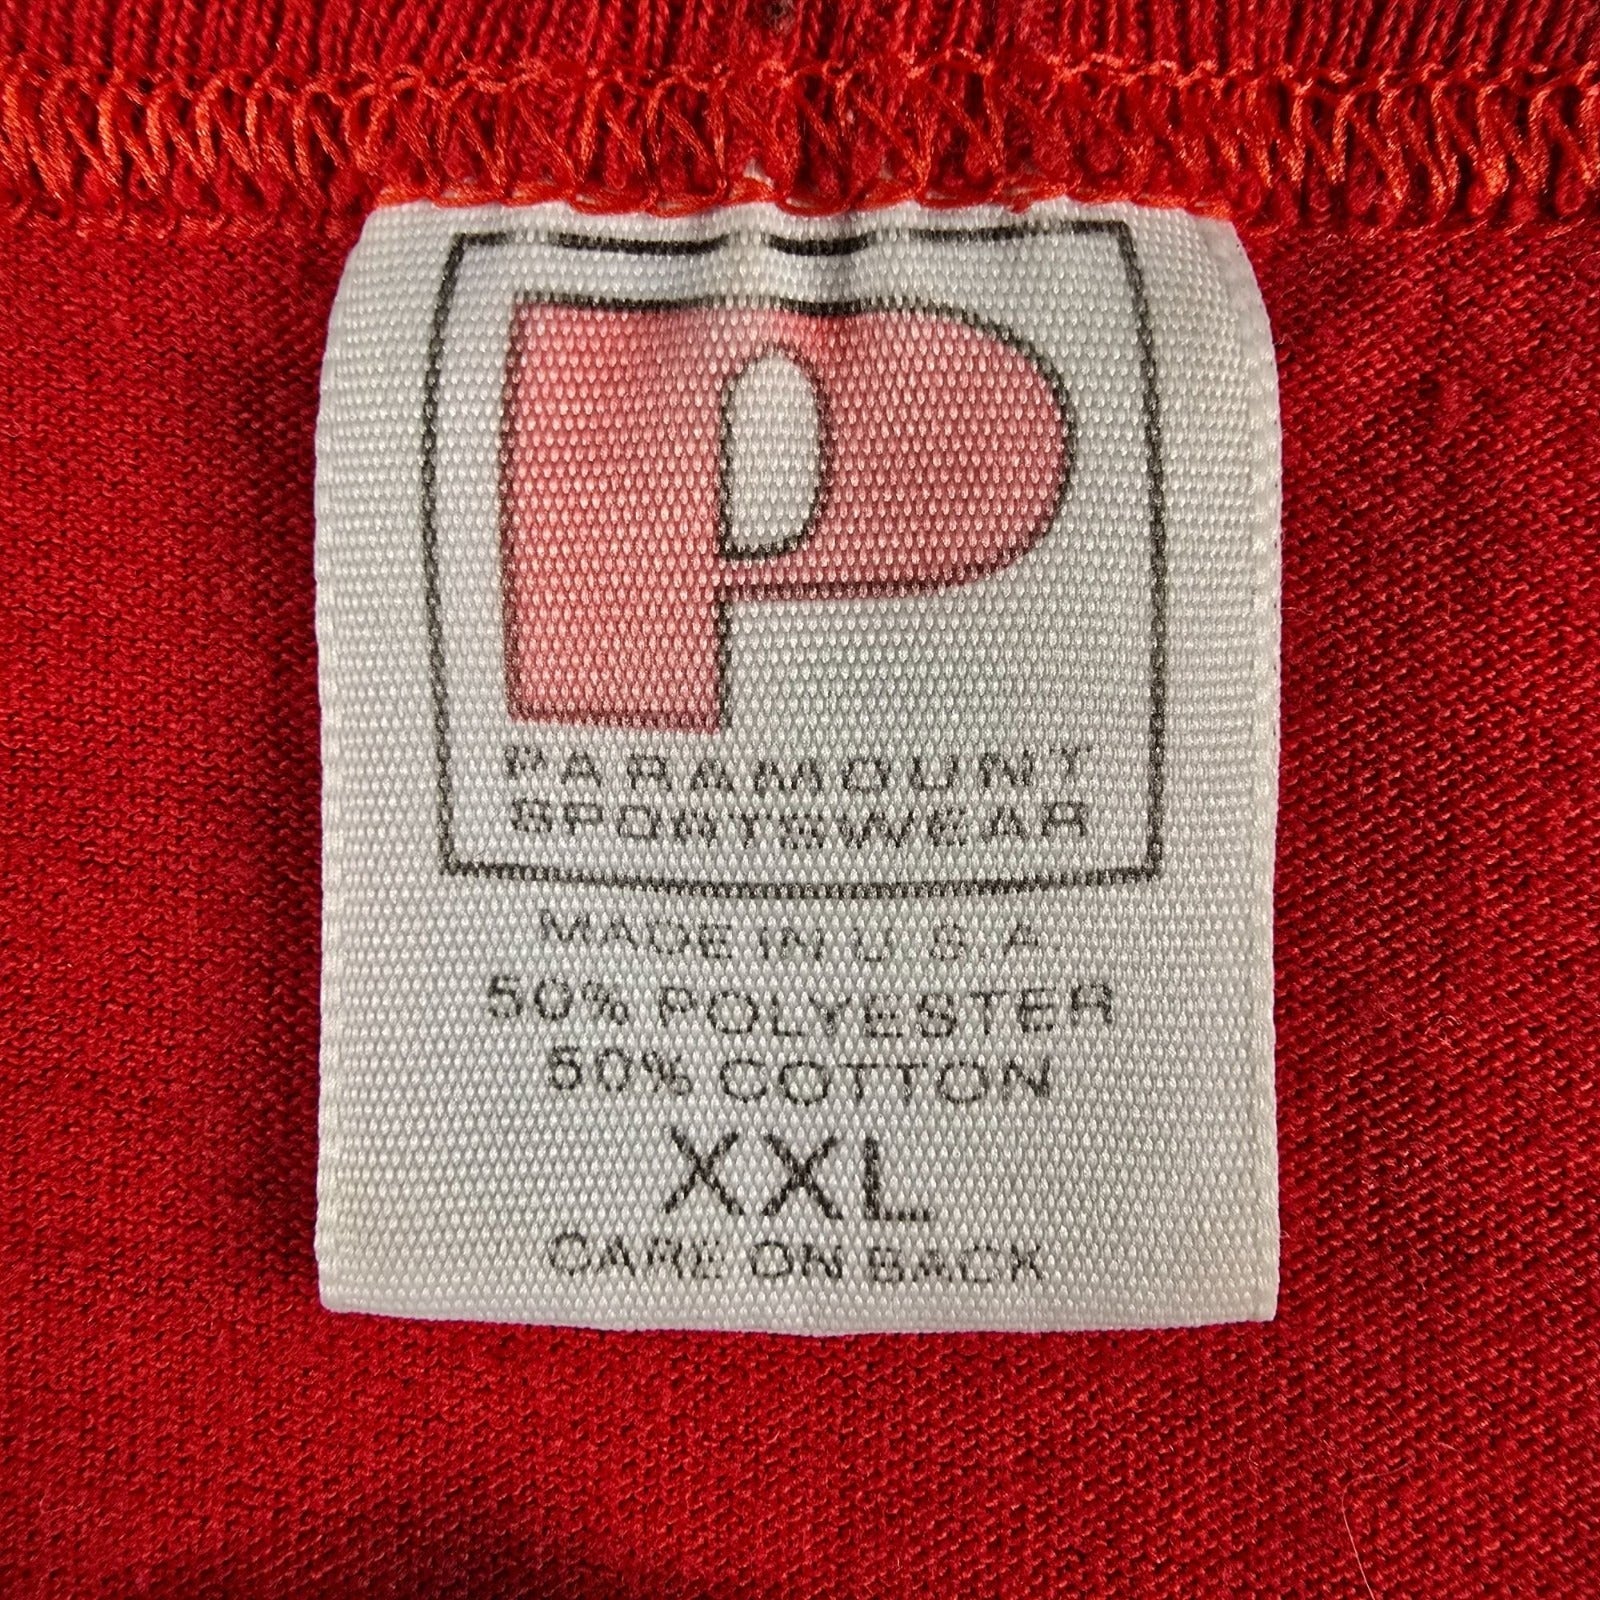 P
PARAMOUNT
SPORTSWEAR
MADE IN U.S.A.
50% POLYESTER
50% COTTON
XXL
CARE ON BACK